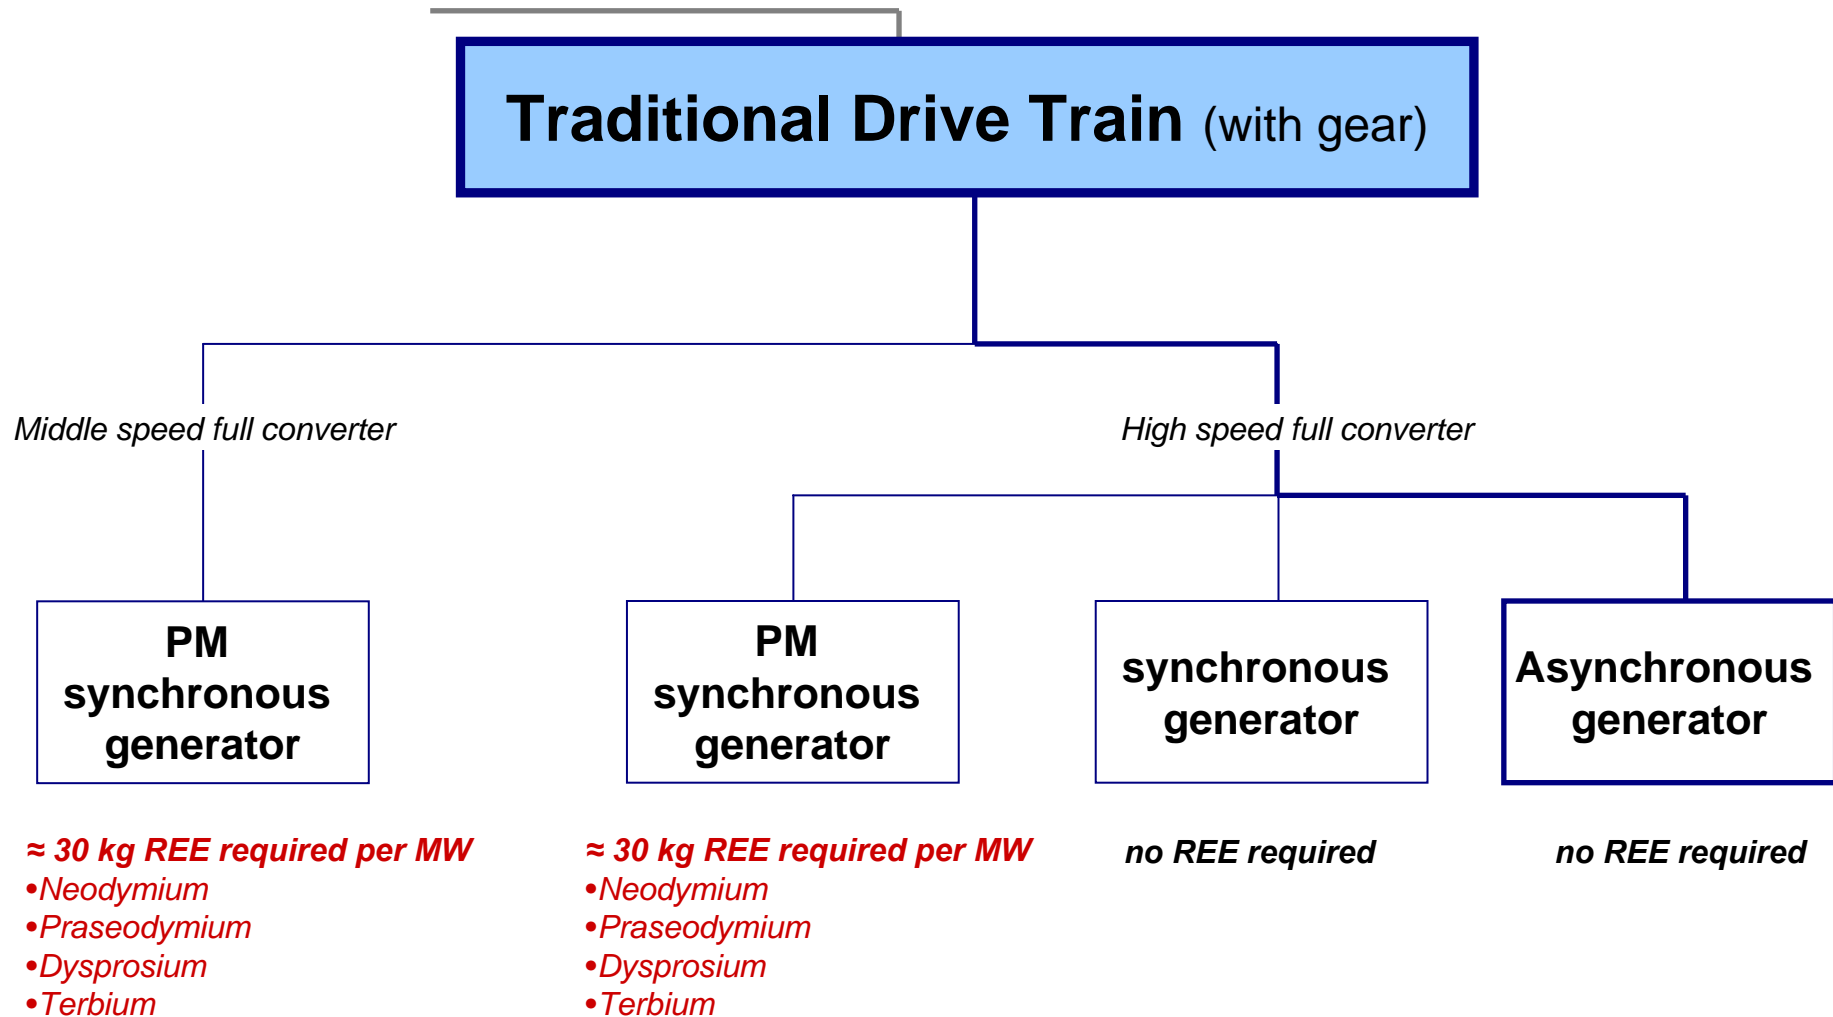 Traditional Drive Train (with gear)
Middle speed full converter
High speed full converter
PM
synchronous
generator
PM
synchronous
generator
synchronous
generator
Asynchronous
generator
≈ 30 kg REE required per MW
•Neodymium
•Praseodymium
•Dysprosium
•Terbium
≈ 30 kg REE required per MW
•Neodymium
•Praseodymium
•Dysprosium
•Terbium
no REE required
no REE required